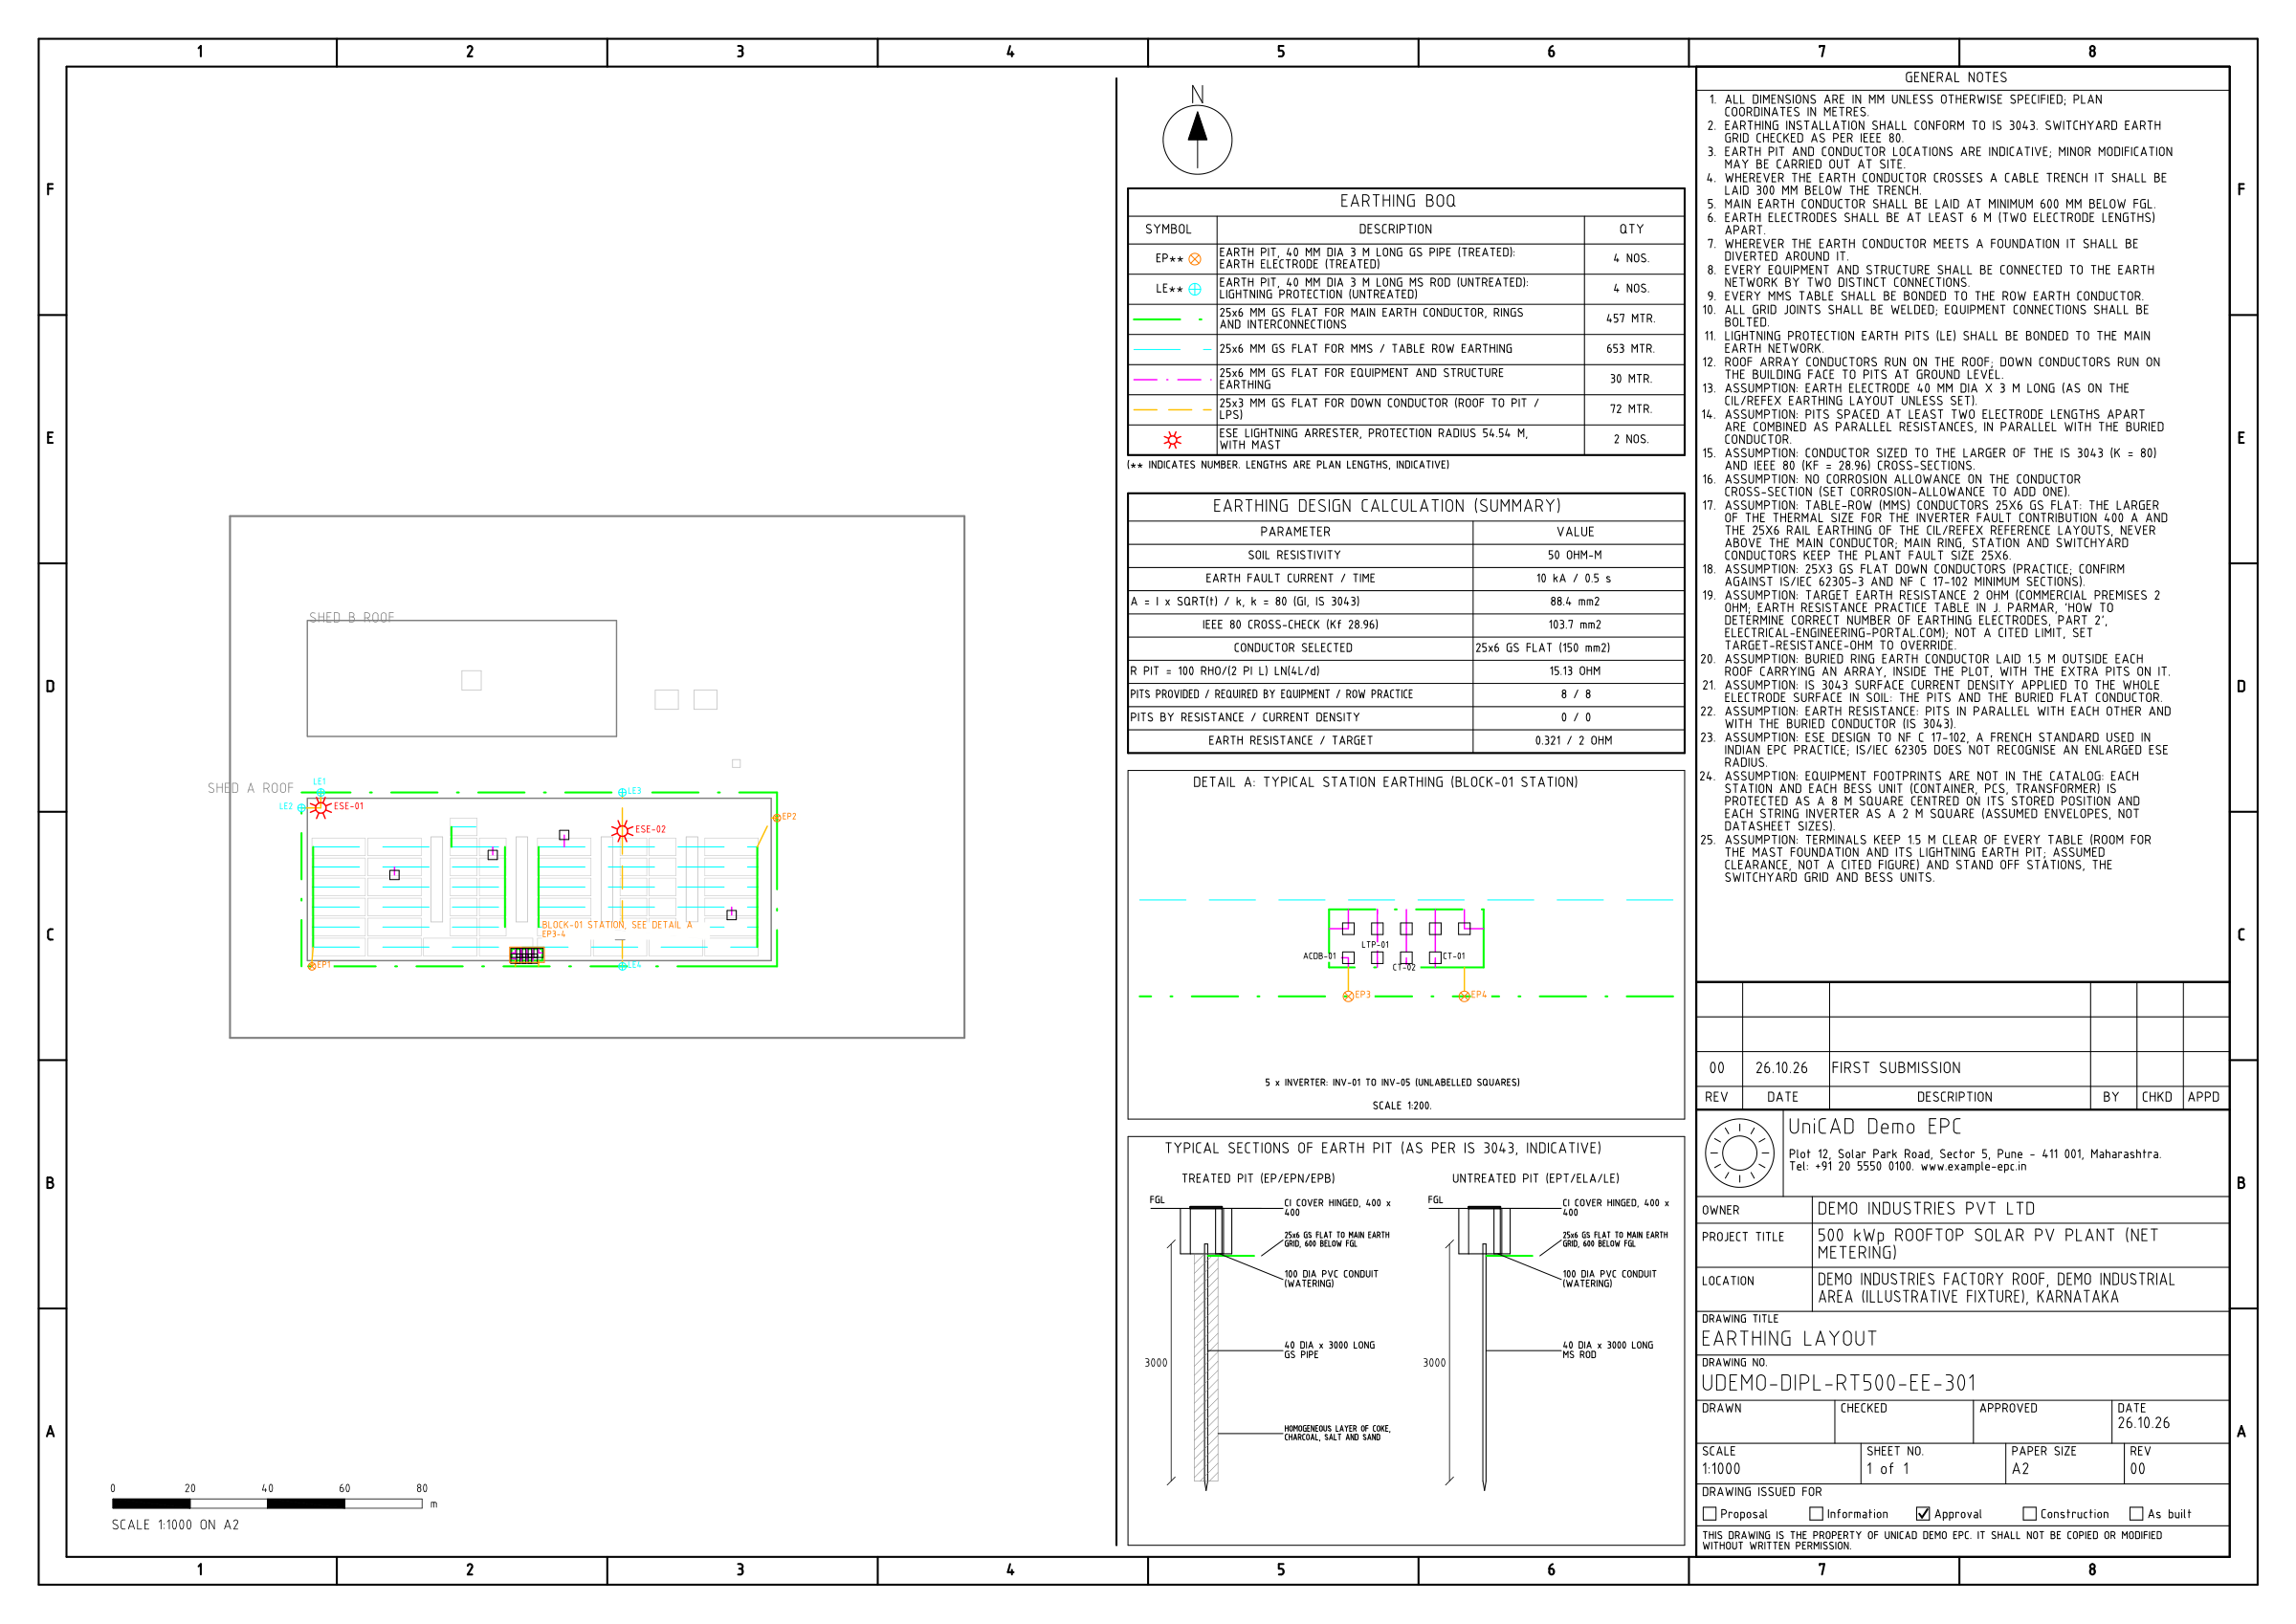 1 2 3 4 5 6 7 8
F
E
D
C
B
A
N
SHED B ROOF
SHED A ROOF
LE1
LE2
ESE-01
LE3
ESE-02
EP2
BLOCK-01 STATION, SEE DETAIL A
EP3-4
EP1
LE4
0 20 40 60 80 m
SCALE 1:1000 ON A2
EARTHING BOQ
SYMBOL DESCRIPTION QTY
EP** EARTH PIT, 40 MM DIA 3 M LONG GS PIPE (TREATED): 4 NOS.
EARTH ELECTRODE (TREATED)
LE** EARTH PIT, 40 MM DIA 3 M LONG MS ROD (UNTREATED): 4 NOS.
LIGHTNING PROTECTION (UNTREATED)
25x6 MM GS FLAT FOR MAIN EARTH CONDUCTOR, RINGS 457 MTR.
AND INTERCONNECTIONS
25x6 MM GS FLAT FOR MMS / TABLE ROW EARTHING 653 MTR.
25x6 MM GS FLAT FOR EQUIPMENT AND STRUCTURE 30 MTR.
EARTHING
25x3 MM GS FLAT FOR DOWN CONDUCTOR (ROOF TO PIT / 72 MTR.
LPS)
ESE LIGHTNING ARRESTER, PROTECTION RADIUS 54.54 M, 2 NOS.
WITH MAST
(** INDICATES NUMBER. LENGTHS ARE PLAN LENGTHS, INDICATIVE)
EARTHING DESIGN CALCULATION (SUMMARY)
PARAMETER VALUE
SOIL RESISTIVITY 50 OHM-M
EARTH FAULT CURRENT / TIME 10 kA / 0.5 s
A = I x SQRT(t) / k, k = 80 (GI, IS 3043) 88.4 mm2
IEEE 80 CROSS-CHECK (Kf 28.96) 103.7 mm2
CONDUCTOR SELECTED 25x6 GS FLAT (150 mm2)
R PIT = 100 RHO/(2 PI L) LN(4L/d) 15.13 OHM
PITS PROVIDED / REQUIRED BY EQUIPMENT / ROW PRACTICE 8 / 8
PITS BY RESISTANCE / CURRENT DENSITY 0 / 0
EARTH RESISTANCE / TARGET 0.321 / 2 OHM
DETAIL A: TYPICAL STATION EARTHING (BLOCK-01 STATION)
LTP-01
ACDB-01
CT-02
CT-01
EP3
EP4
5 x INVERTER: INV-01 TO INV-05 (UNLABELLED SQUARES)
SCALE 1:200.
TYPICAL SECTIONS OF EARTH PIT (AS PER IS 3043, INDICATIVE)
TREATED PIT (EP/EPN/EPB)
FGL
CI COVER HINGED, 400 x
400
25x6 GS FLAT TO MAIN EARTH
GRID, 600 BELOW FGL
100 DIA PVC CONDUIT
(WATERING)
40 DIA x 3000 LONG
GS PIPE
3000
HOMOGENEOUS LAYER OF COKE,
CHARCOAL, SALT AND SAND
UNTREATED PIT (EPT/ELA/LE)
FGL
CI COVER HINGED, 400 x
400
25x6 GS FLAT TO MAIN EARTH
GRID, 600 BELOW FGL
100 DIA PVC CONDUIT
(WATERING)
40 DIA x 3000 LONG
MS ROD
3000
GENERAL NOTES
1. ALL DIMENSIONS ARE IN MM UNLESS OTHERWISE SPECIFIED; PLAN
COORDINATES IN METRES.
2. EARTHING INSTALLATION SHALL CONFORM TO IS 3043. SWITCHYARD EARTH
GRID CHECKED AS PER IEEE 80.
3. EARTH PIT AND CONDUCTOR LOCATIONS ARE INDICATIVE; MINOR MODIFICATION
MAY BE CARRIED OUT AT SITE.
4. WHEREVER THE EARTH CONDUCTOR CROSSES A CABLE TRENCH IT SHALL BE
LAID 300 MM BELOW THE TRENCH.
5. MAIN EARTH CONDUCTOR SHALL BE LAID AT MINIMUM 600 MM BELOW FGL.
6. EARTH ELECTRODES SHALL BE AT LEAST 6 M (TWO ELECTRODE LENGTHS)
APART.
7. WHEREVER THE EARTH CONDUCTOR MEETS A FOUNDATION IT SHALL BE
DIVERTED AROUND IT.
8. EVERY EQUIPMENT AND STRUCTURE SHALL BE CONNECTED TO THE EARTH
NETWORK BY TWO DISTINCT CONNECTIONS.
9. EVERY MMS TABLE SHALL BE BONDED TO THE ROW EARTH CONDUCTOR.
10. ALL GRID JOINTS SHALL BE WELDED; EQUIPMENT CONNECTIONS SHALL BE
BOLTED.
11. LIGHTNING PROTECTION EARTH PITS (LE) SHALL BE BONDED TO THE MAIN
EARTH NETWORK.
12. ROOF ARRAY CONDUCTORS RUN ON THE ROOF; DOWN CONDUCTORS RUN ON
THE BUILDING FACE TO PITS AT GROUND LEVEL.
13. ASSUMPTION: EARTH ELECTRODE 40 MM DIA X 3 M LONG (AS ON THE
CIL/REFEX EARTHING LAYOUT UNLESS SET).
14. ASSUMPTION: PITS SPACED AT LEAST TWO ELECTRODE LENGTHS APART
ARE COMBINED AS PARALLEL RESISTANCES, IN PARALLEL WITH THE BURIED
CONDUCTOR.
15. ASSUMPTION: CONDUCTOR SIZED TO THE LARGER OF THE IS 3043 (K = 80)
AND IEEE 80 (KF = 28.96) CROSS-SECTIONS.
16. ASSUMPTION: NO CORROSION ALLOWANCE ON THE CONDUCTOR
CROSS-SECTION (SET CORROSION-ALLOWANCE TO ADD ONE).
17. ASSUMPTION: TABLE-ROW (MMS) CONDUCTORS 25X6 GS FLAT: THE LARGER
OF THE THERMAL SIZE FOR THE INVERTER FAULT CONTRIBUTION 400 A AND
THE 25X6 RAIL EARTHING OF THE CIL/REFEX REFERENCE LAYOUTS, NEVER
ABOVE THE MAIN CONDUCTOR; MAIN RING, STATION AND SWITCHYARD
CONDUCTORS KEEP THE PLANT FAULT SIZE 25X6.
18. ASSUMPTION: 25X3 GS FLAT DOWN CONDUCTORS (PRACTICE; CONFIRM
AGAINST IS/IEC 62305-3 AND NF C 17-102 MINIMUM SECTIONS).
19. ASSUMPTION: TARGET EARTH RESISTANCE 2 OHM (COMMERCIAL PREMISES 2
OHM; EARTH RESISTANCE PRACTICE TABLE IN J. PARMAR, 'HOW TO
DETERMINE CORRECT NUMBER OF EARTHING ELECTRODES, PART 2',
ELECTRICAL-ENGINEERING-PORTAL.COM); NOT A CITED LIMIT, SET
TARGET-RESISTANCE-OHM TO OVERRIDE.
20. ASSUMPTION: BURIED RING EARTH CONDUCTOR LAID 1.5 M OUTSIDE EACH
ROOF CARRYING AN ARRAY, INSIDE THE PLOT, WITH THE EXTRA PITS ON IT.
21. ASSUMPTION: IS 3043 SURFACE CURRENT DENSITY APPLIED TO THE WHOLE
ELECTRODE SURFACE IN SOIL: THE PITS AND THE BURIED FLAT CONDUCTOR.
22. ASSUMPTION: EARTH RESISTANCE: PITS IN PARALLEL WITH EACH OTHER AND
WITH THE BURIED CONDUCTOR (IS 3043).
23. ASSUMPTION: ESE DESIGN TO NF C 17-102, A FRENCH STANDARD USED IN
INDIAN EPC PRACTICE; IS/IEC 62305 DOES NOT RECOGNISE AN ENLARGED ESE
RADIUS.
24. ASSUMPTION: EQUIPMENT FOOTPRINTS ARE NOT IN THE CATALOG: EACH
STATION AND EACH BESS UNIT (CONTAINER, PCS, TRANSFORMER) IS
PROTECTED AS A 8 M SQUARE CENTRED ON ITS STORED POSITION AND
EACH STRING INVERTER AS A 2 M SQUARE (ASSUMED ENVELOPES, NOT
DATASHEET SIZES).
25. ASSUMPTION: TERMINALS KEEP 1.5 M CLEAR OF EVERY TABLE (ROOM FOR
THE MAST FOUNDATION AND ITS LIGHTNING EARTH PIT; ASSUMED
CLEARANCE, NOT A CITED FIGURE) AND STAND OFF STATIONS, THE
SWITCHYARD GRID AND BESS UNITS.
00 26.10.26 FIRST SUBMISSION
REV DATE DESCRIPTION BY CHKD APPD
UniCAD Demo EPC
Plot 12, Solar Park Road, Sector 5, Pune - 411 001, Maharashtra.
Tel: +91 20 5550 0100. www.example-epc.in
OWNER DEMO INDUSTRIES PVT LTD
PROJECT TITLE 500 kWp ROOFTOP SOLAR PV PLANT (NET
METERING)
LOCATION DEMO INDUSTRIES FACTORY ROOF, DEMO INDUSTRIAL
AREA (ILLUSTRATIVE FIXTURE), KARNATAKA
DRAWING TITLE
EARTHING LAYOUT
DRAWING NO.
UDEMO-DIPL-RT500-EE-301
DRAWN CHECKED APPROVED DATE
26.10.26
SCALE SHEET NO. PAPER SIZE REV
1:1000 1 of 1 A2 00
DRAWING ISSUED FOR
Proposal Information Approval Construction As built
THIS DRAWING IS THE PROPERTY OF UNICAD DEMO EPC. IT SHALL NOT BE COPIED OR MODIFIED
WITHOUT WRITTEN PERMISSION.
F
E
D
C
B
A
1 2 3 4 5 6 7 8